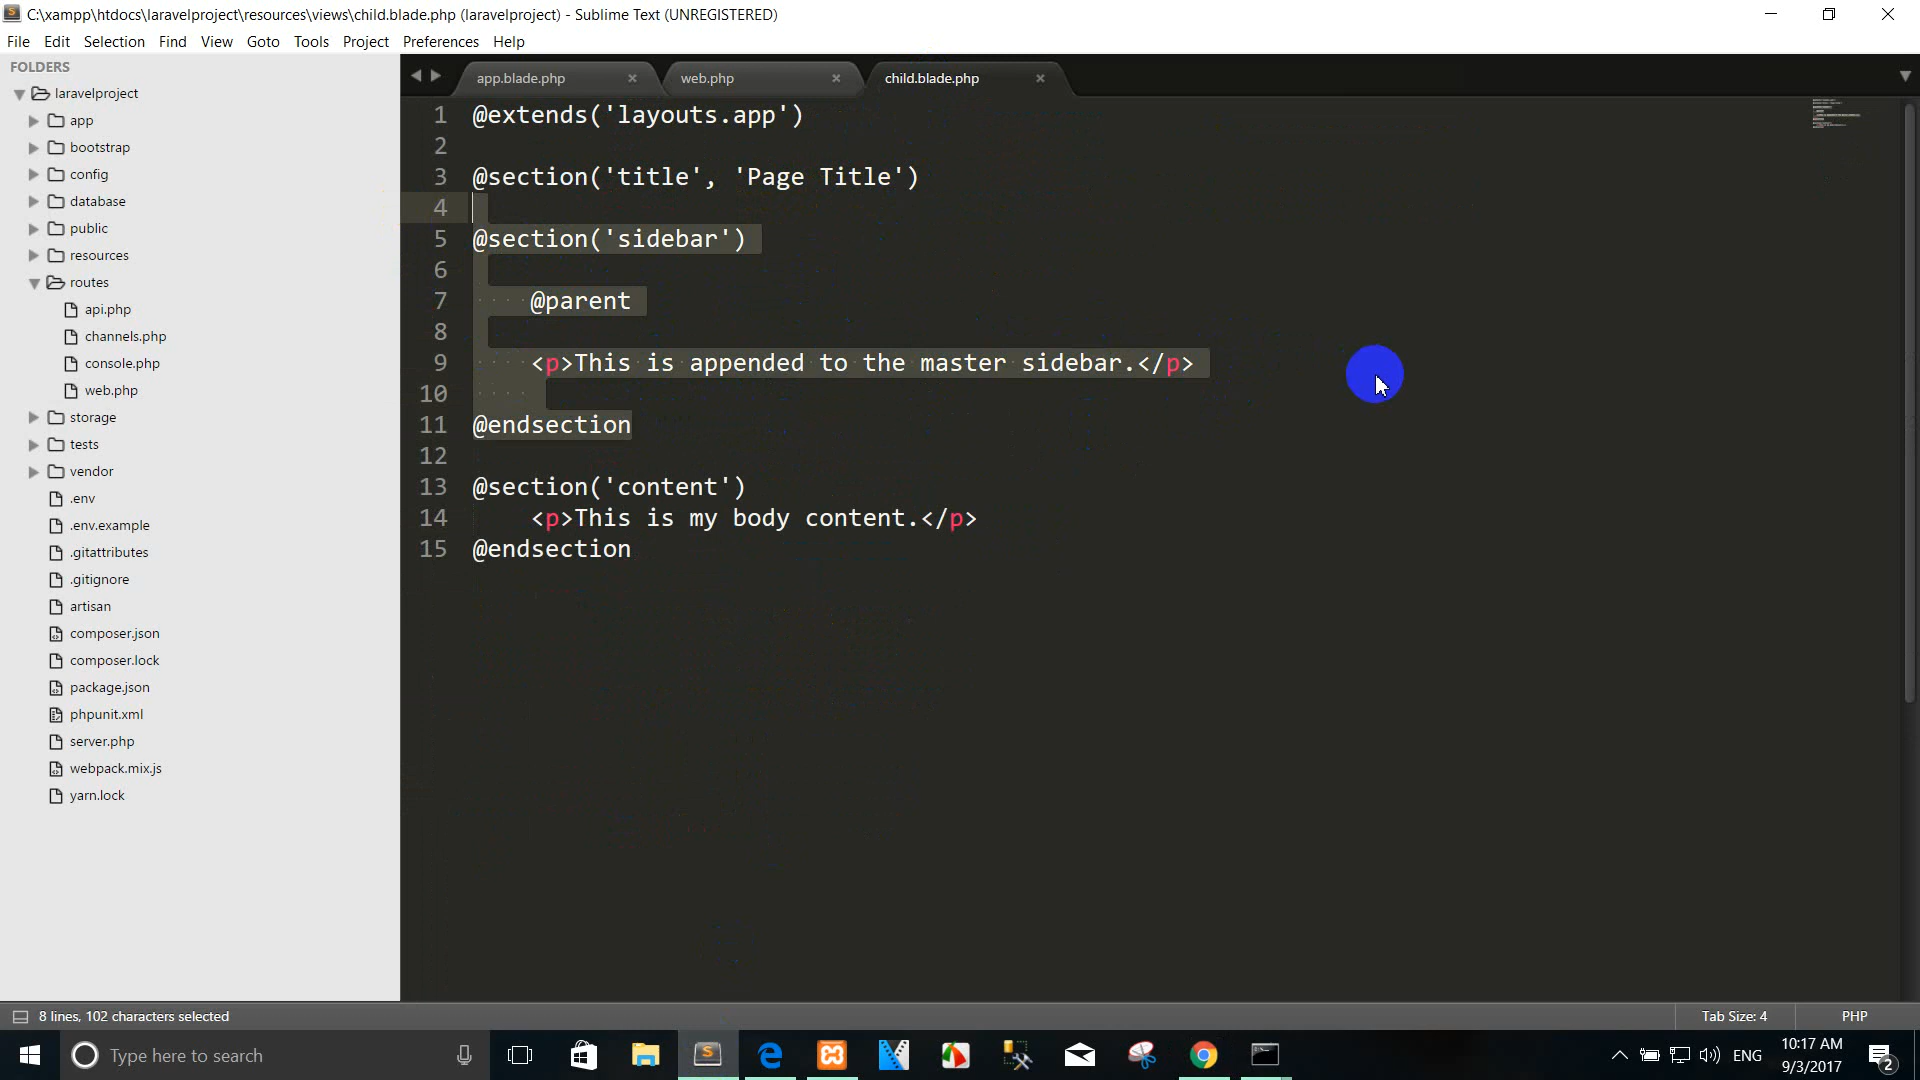 C:\xampp\htdocs\laravelproject\resources\views\child.blade.php (laravelproject) - Sublime Text (UNREGISTERED)
File Edit Selection Find View Goto Tools Project Preferences Help
FOLDERS
laravelproject
app
bootstrap
config
database
public
resources
routes
api.php
channels.php
console.php
web.php
storage
tests
vendor
.env
.env.example
.gitattributes
.gitignore
artisan
composer.json
composer.lock
package.json
phpunit.xml
server.php
webpack.mix.js
yarn.lock
app.blade.php × web.php × child.blade.php ×
1 @extends('layouts.app')
2
3 @section('title', 'Page Title')
4
5 @section('sidebar')
6
7 @parent
8
9 <p>This is appended to the master sidebar.</p>
10
11 @endsection
12
13 @section('content')
14 <p>This is my body content.</p>
15 @endsection
8 lines, 102 characters selected
Tab Size: 4 PHP
Type here to search
ENG
10:17 AM
9/3/2017
2